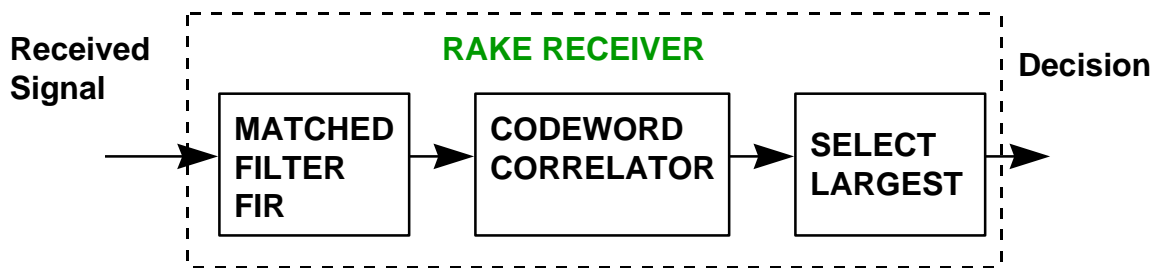 Received
Signal
RAKE RECEIVER
Decision
MATCHED
FILTER
FIR
CODEWORD
CORRELATOR
SELECT
LARGEST